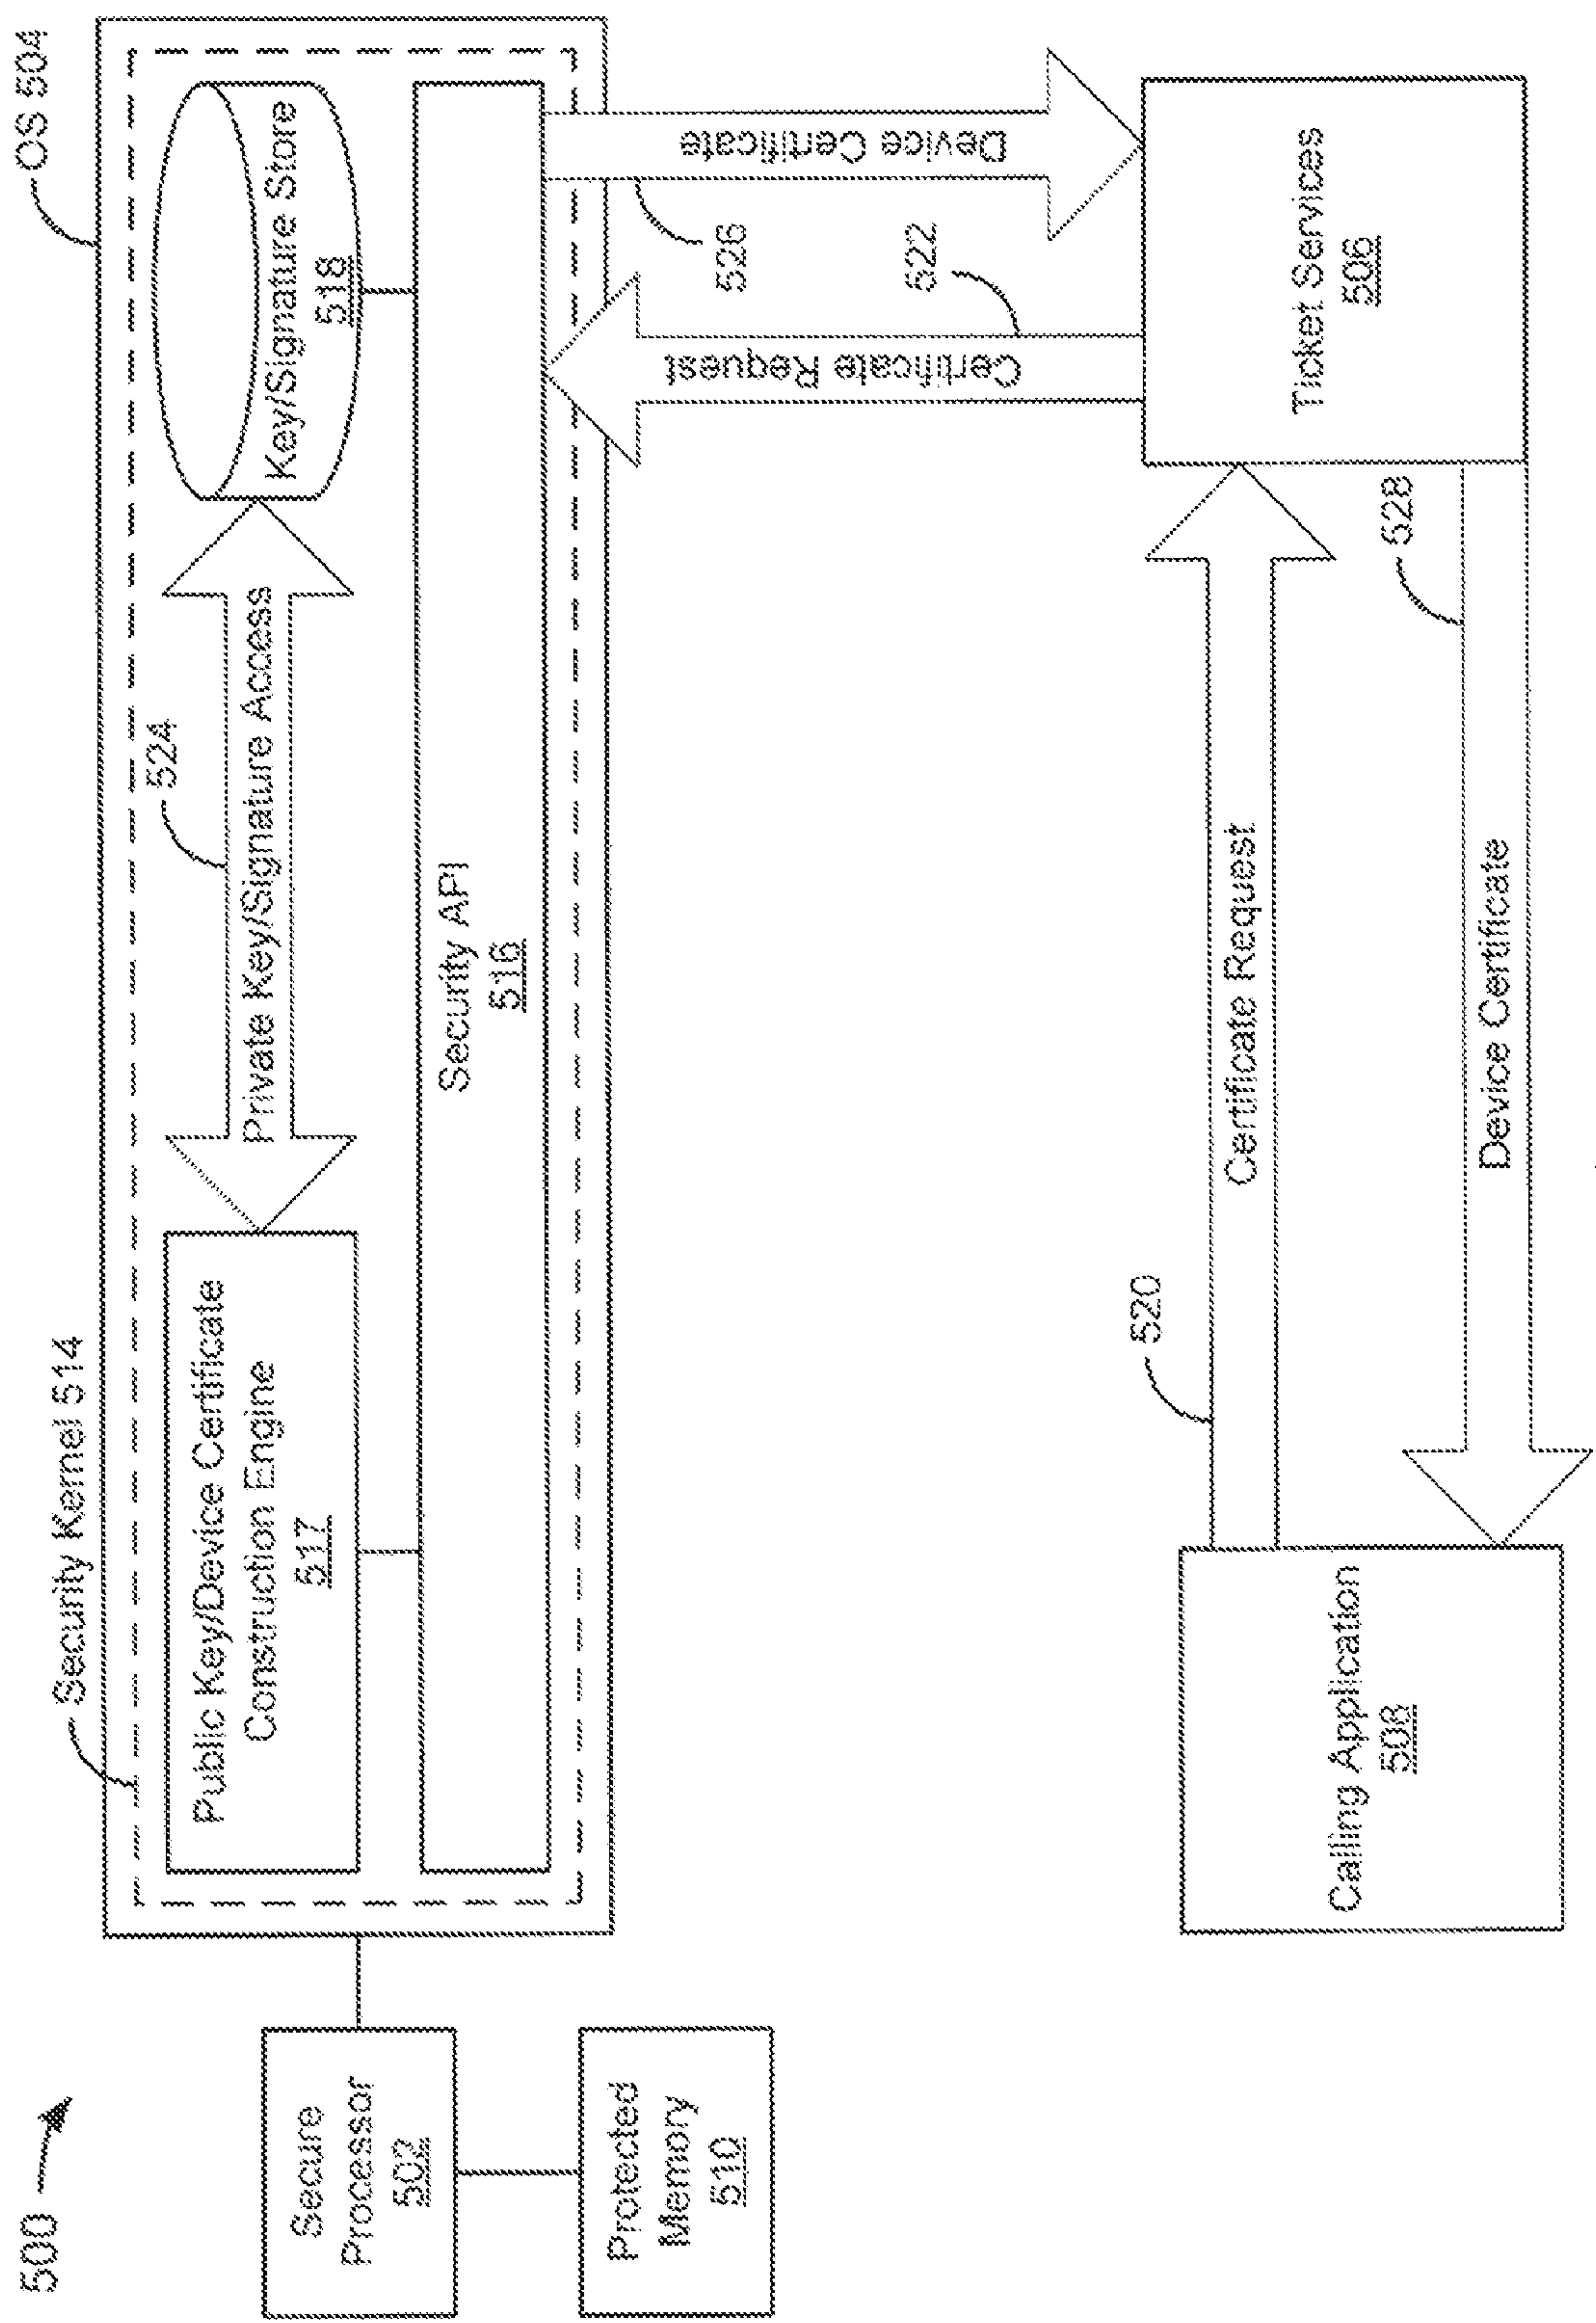 500
Security Kernel 514
OS 504
Secure
Processor
502
Protected
Memory
510
Public Key/Device Certificate
Construction Engine
517
524
Private Key/Signature Access
Key/Signature Store
518
Security API
516
526
Device Certificate
522
Certificate Request
Calling Application
508
520
Certificate Request
Ticket Services
506
528
Device Certificate